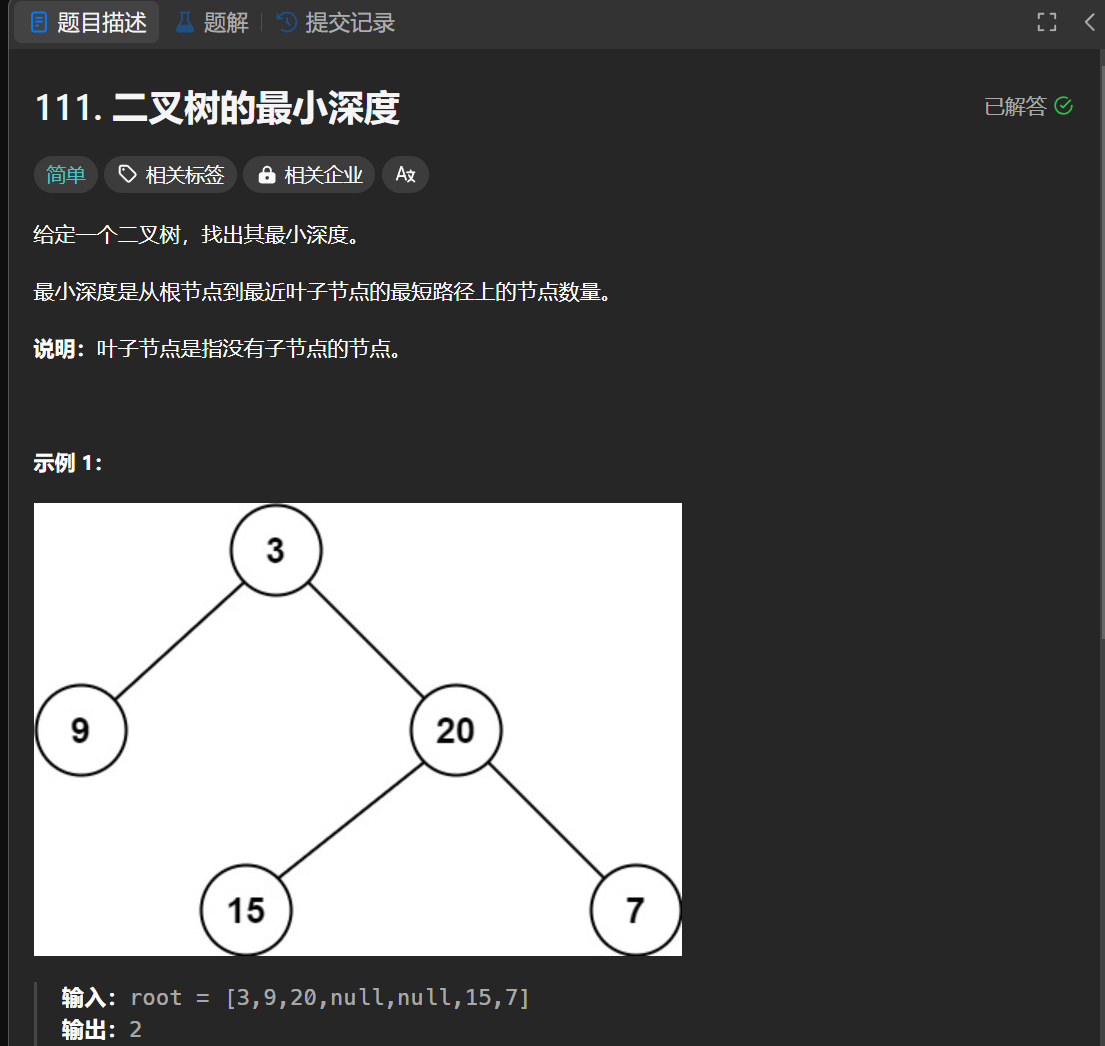 题目描述 题解 提交记录
111. 二叉树的最小深度
已解答
简单 相关标签 相关企业 Aあ
给定一个二叉树，找出其最小深度。
最小深度是从根节点到最近叶子节点的最短路径上的节点数量。
说明：叶子节点是指没有子节点的节点。
示例 1：
3
9
20
15
7
输入：root = [3,9,20,null,null,15,7]
输出：2